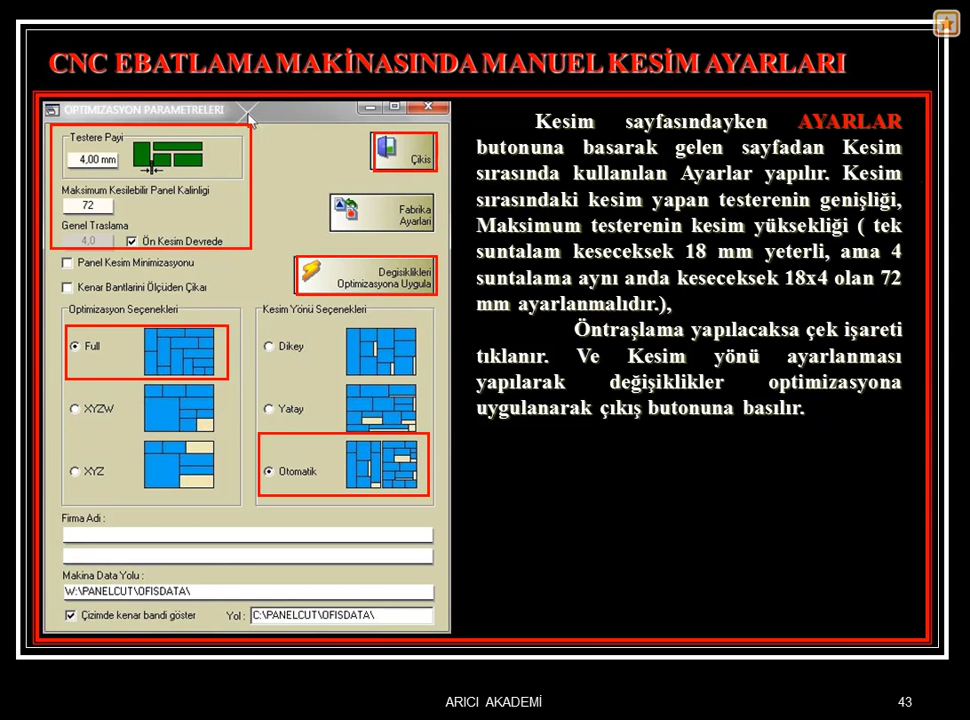 CNC EBATLAMA MAKİNASINDA MANUEL KESİM AYARLARI
OPTIMIZASYON PARAMETRELERI
Testere Payi
4,00 mm
Maksimum Kesilebilir Panel Kalinligi
72
Genel Traslama
4,0
Ön Kesim Devrede
Panel Kesim Minimizasyonu
Kenar Bantlarini Ölçüden Çikar
Çikis
Fabrika
Ayarlari
Degisiklikleri
Optimizasyona Uygula
Optimizasyon Seçenekleri
Full
XYZW
XYZ
Kesim Yönü Seçenekleri
Dikey
Yatay
Otomatik
Firma Adi :
Makina Data Yolu :
W:\PANELCUT\OFISDATA\
Çizimde kenar bandi göster
Yol : C:\PANELCUT\OFISDATA\
Kesim sayfasındayken AYARLAR
butonuna basarak gelen sayfadan Kesim
sırasında kullanılan Ayarlar yapılır. Kesim
sırasındaki kesim yapan testerenin genişliği,
Maksimum testerenin kesim yüksekliği ( tek
suntalam keseceksek 18 mm yeterli, ama 4
suntalama aynı anda keseceksek 18x4 olan 72
mm ayarlanmalıdır.),
Öntraşlama yapılacaksa çek işareti
tıklanır. Ve Kesim yönü ayarlanması
yapılarak değişiklikler optimizasyona
uygulanarak çıkış butonuna basılır.
ARICI AKADEMİ
43